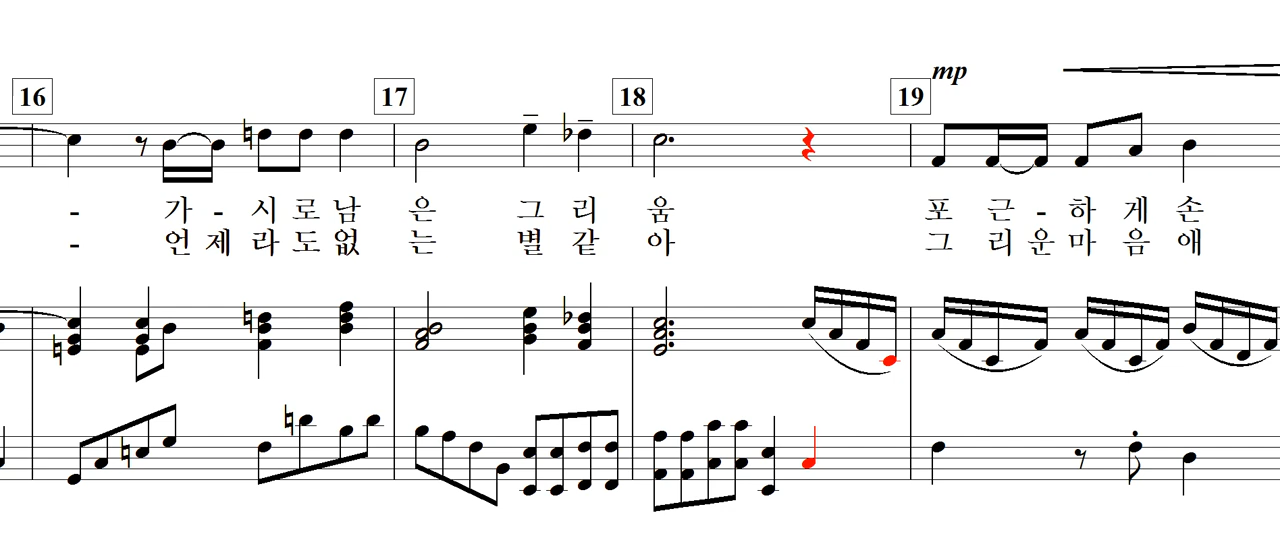 mp
16 17 18 19
- 가 - 시 로 남 은 그 리 움 포 근 - 하 게 손
- 언 제 라 도 없 는 별 같 아 그 리 운 마 음 애